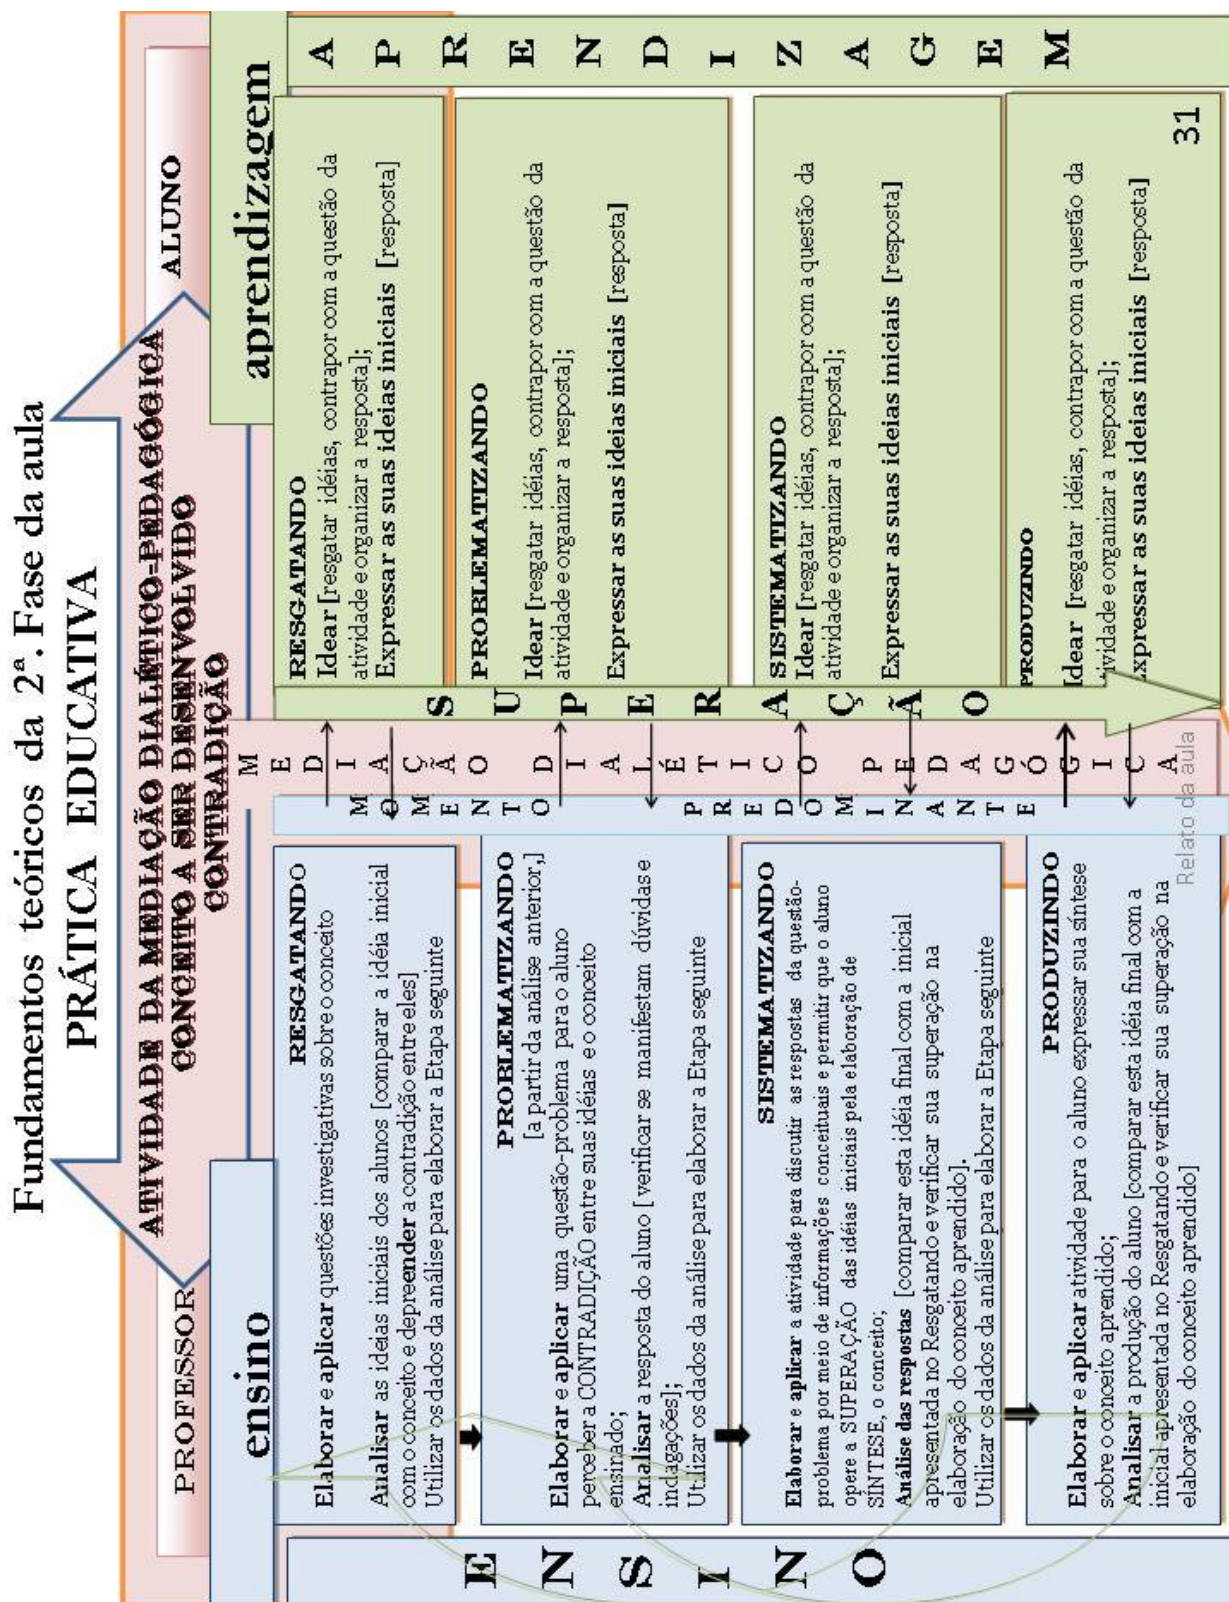 Fundamentos teóricos da 2ª. Fase da aula
PRÁTICA EDUCATIVA
PROFESSOR
ATIVIDADE DA MEDIAÇÃO DIALÉTICO-PEDAGÓGICA
CONCEITO A SER DESENVOLVIDO
CONTRADIÇÃO
ALUNO
ensino
aprendizagem
ENSINO
RESGATANDO
Elaborar e aplicar questões investigativas sobre o conceito
Analisar as ideias iniciais dos alunos [comparar a idéia inicial
com o conceito e depreender a contradição entre eles]
Utilizar os dados da análise para elaborar a Etapa seguinte
PROBLEMATIZANDO
[a partir da análise anterior,]
Elaborar e aplicar uma questão-problema para o aluno
perceber a CONTRADIÇÃO entre suas idéias e o conceito
ensinado;
Analisar a resposta do aluno [verificar se manifestam dúvidas e
indagações];
Utilizar os dados da análise para elaborar a Etapa seguinte
SISTEMATIZANDO
Elaborar e aplicar a atividade para discutir as respostas da questão-
problema por meio de informações conceituais e permitir que o aluno
opere a SUPERAÇÃO das idéias iniciais pela elaboração de
SÍNTESE, o conceito;
Análise das respostas [comparar esta idéia final com a inicial
apresentada no Resgatando e verificar sua superação na
elaboração do conceito aprendido].
Utilizar os dados da análise para elaborar a Etapa seguinte
PRODUZINDO
Elaborar e aplicar atividade para o aluno expressar sua síntese
sobre o conceito aprendido;
Analisar a produção do aluno [comparar esta idéia final com a
inicial apresentada no Resgatando e verificar sua superação na
elaboração do conceito aprendido]
MOMENTO PREDOMINANTE
MEDIAÇÃO DIALÉTICO PEDAGÓGICA
SUPERAÇÃO
RESGATANDO
Idear [resgatar idéias, contrapor com a questão da
atividade e organizar a resposta];
Expressar as suas ideias iniciais [resposta]
PROBLEMATIZANDO
Idear [resgatar idéias, contrapor com a questão da
atividade e organizar a resposta];
Expressar as suas ideias iniciais [resposta]
SISTEMATIZANDO
Idear [resgatar idéias, contrapor com a questão da
atividade e organizar a resposta];
Expressar as suas ideias iniciais [resposta]
PRODUZINDO
Idear [resgatar idéias, contrapor com a questão da
tividade e organizar a resposta];
xpressar as suas ideias iniciais [resposta]
APRENDIZAGEM
Relato da aula
31